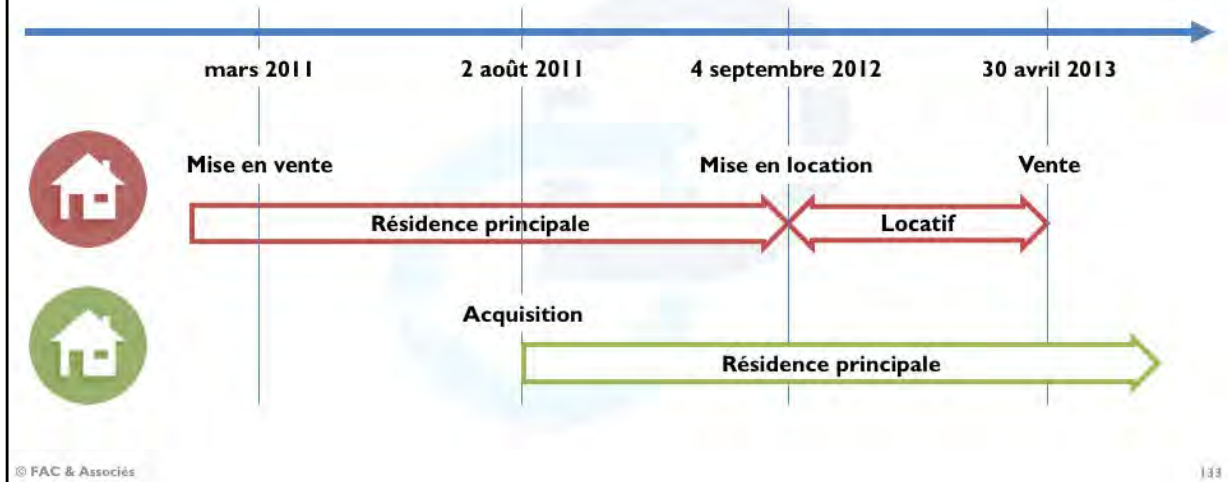 mars 2011 2 août 2011 4 septembre 2012 30 avril 2013
Mise en vente Mise en location Vente
Résidence principale Locatif
Acquisition
Résidence principale
© FAC & Associés 133